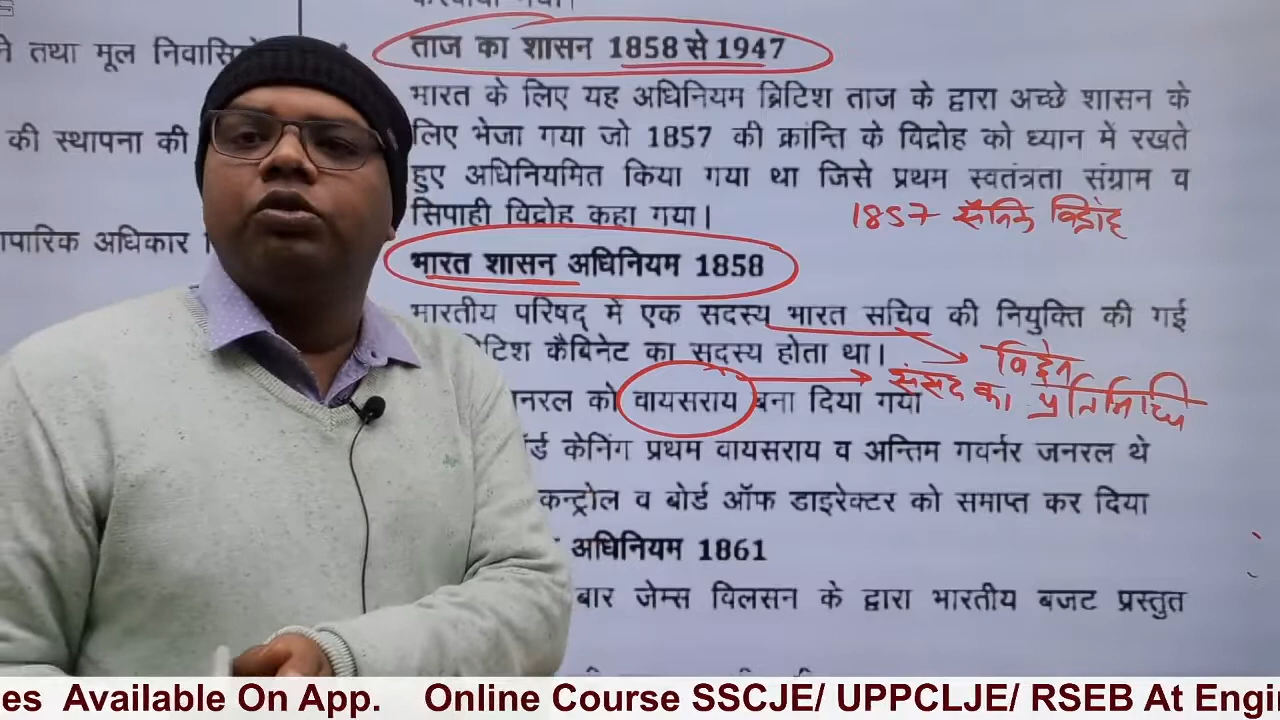 करवाया गया।
ने तथा मूल
ताज का शासन 1858 से 1947
भारत के लिए यह अधिनियम ब्रिटिश ताज के द्वारा अच्छे शासन के
की स्थापना की
लिए भेजा गया जो 1857 की क्रान्ति के विद्रोह को ध्यान में रखते
हुए अधिनियमित किया गया था जिसे प्रथम स्वतंत्रता संग्राम व
सिपाही विद्रोह कहा गया।
1857 सैनिक विद्रोह
अधिकार
भारत शासन अधिनियम 1858
भारतीय परिषद् में एक सदस्य भारत सचिव की नियुक्ति की गई
कैबिनेट का सदस्य होता था।
ब्रिटेन
संसद का प्रतिनिधि
को वायसराय बना दिया गया
केनिंग प्रथम वायसराय व अन्तिम गवर्नर जनरल थे
कन्ट्रोल व बोर्ड ऑफ डाइरेक्टर को समाप्त कर दिया
अधिनियम 1861
बार जेम्स विलसन के द्वारा भारतीय बजट प्रस्तुत
es Available On App. Online Course SSCJE/ UPPCLJE/ RSEB At Engi